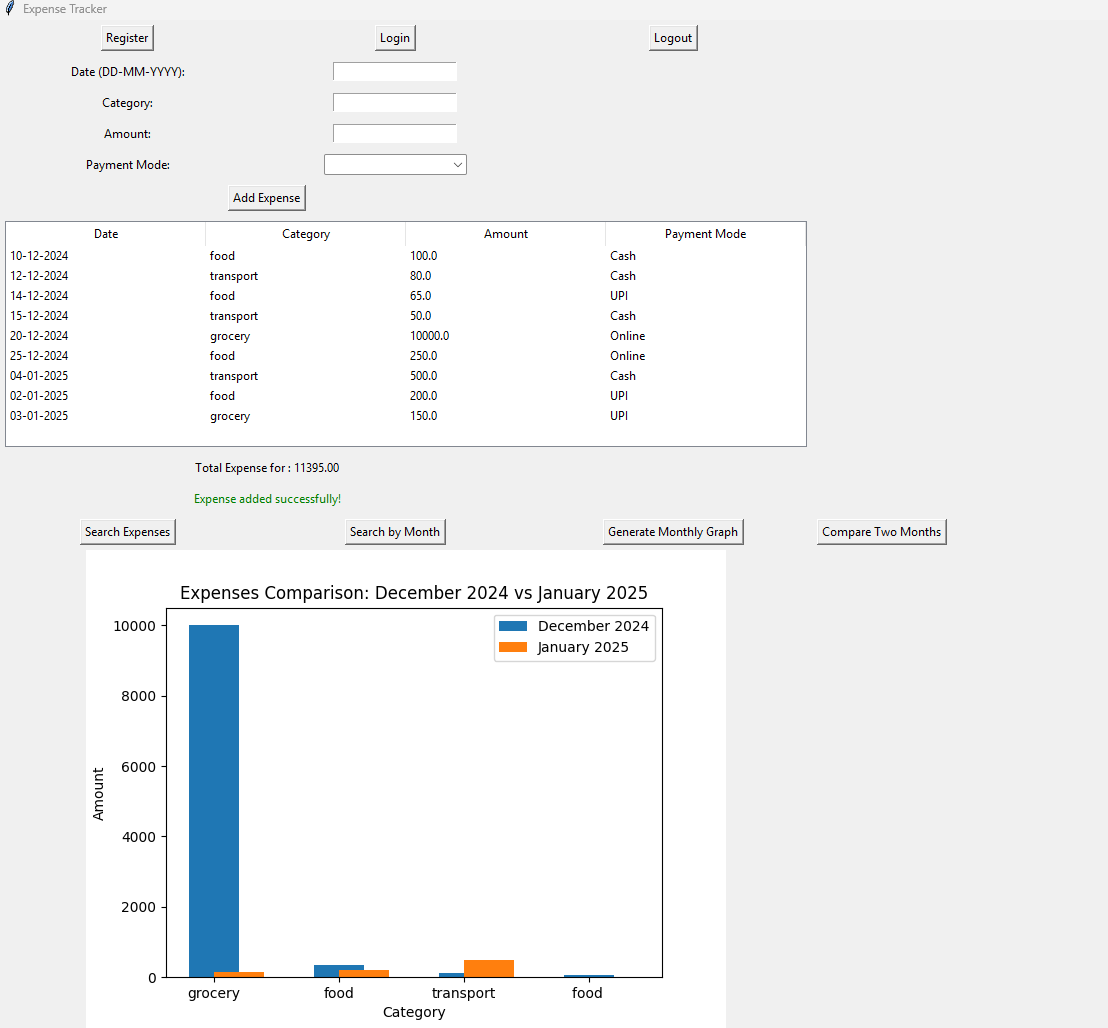 Expense Tracker
Register Login Logout
Date (DD-MM-YYYY):
Category:
Amount:
Payment Mode:
Add Expense
Date Category Amount Payment Mode
10-12-2024 food 100.0 Cash
12-12-2024 transport 80.0 Cash
14-12-2024 food 65.0 UPI
15-12-2024 transport 50.0 Cash
20-12-2024 grocery 10000.0 Online
25-12-2024 food 250.0 Online
04-01-2025 transport 500.0 Cash
02-01-2025 food 200.0 UPI
03-01-2025 grocery 150.0 UPI
Total Expense for : 11395.00
Expense added successfully!
Search Expenses Search by Month Generate Monthly Graph Compare Two Months
Expenses Comparison: December 2024 vs January 2025
December 2024
January 2025
10000
8000
6000
4000
2000
0
Amount
grocery food transport food
Category